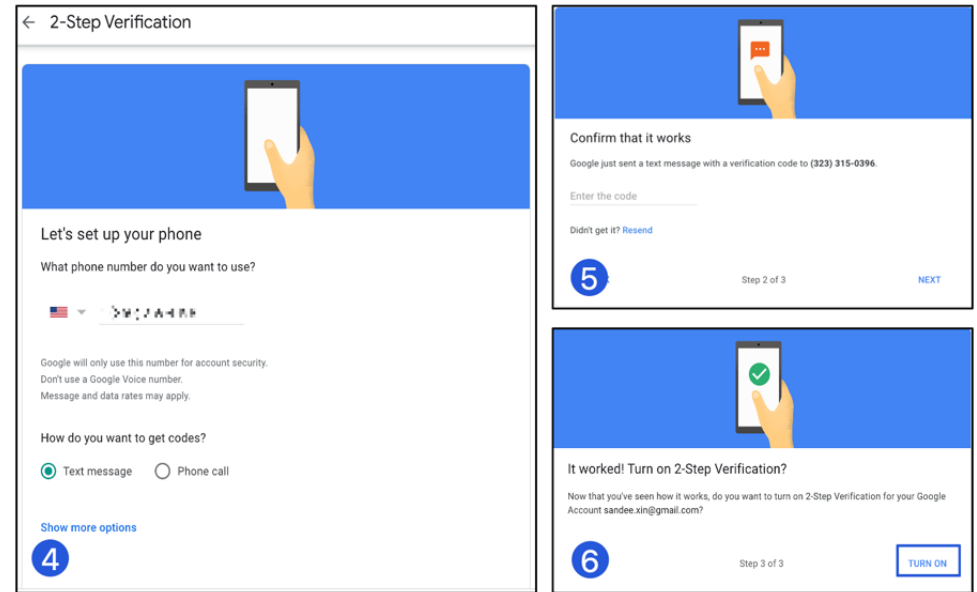 2-Step Verification
Let's set up your phone
What phone number do you want to use?
Google will only use this number for account security.
Don't use a Google Voice number.
Message and data rates may apply.
How do you want to get codes?
Text message Phone call
Show more options
4
Confirm that it works
Google just sent a text message with a verification code to (323) 315-0396.
Enter the code
Didn't get it? Resend
5 Step 2 of 3 NEXT
It worked! Turn on 2-Step Verification?
Now that you've seen how it works, do you want to turn on 2-Step Verification for your Google
Account sandee.xin@gmail.com?
6 Step 3 of 3 TURN ON